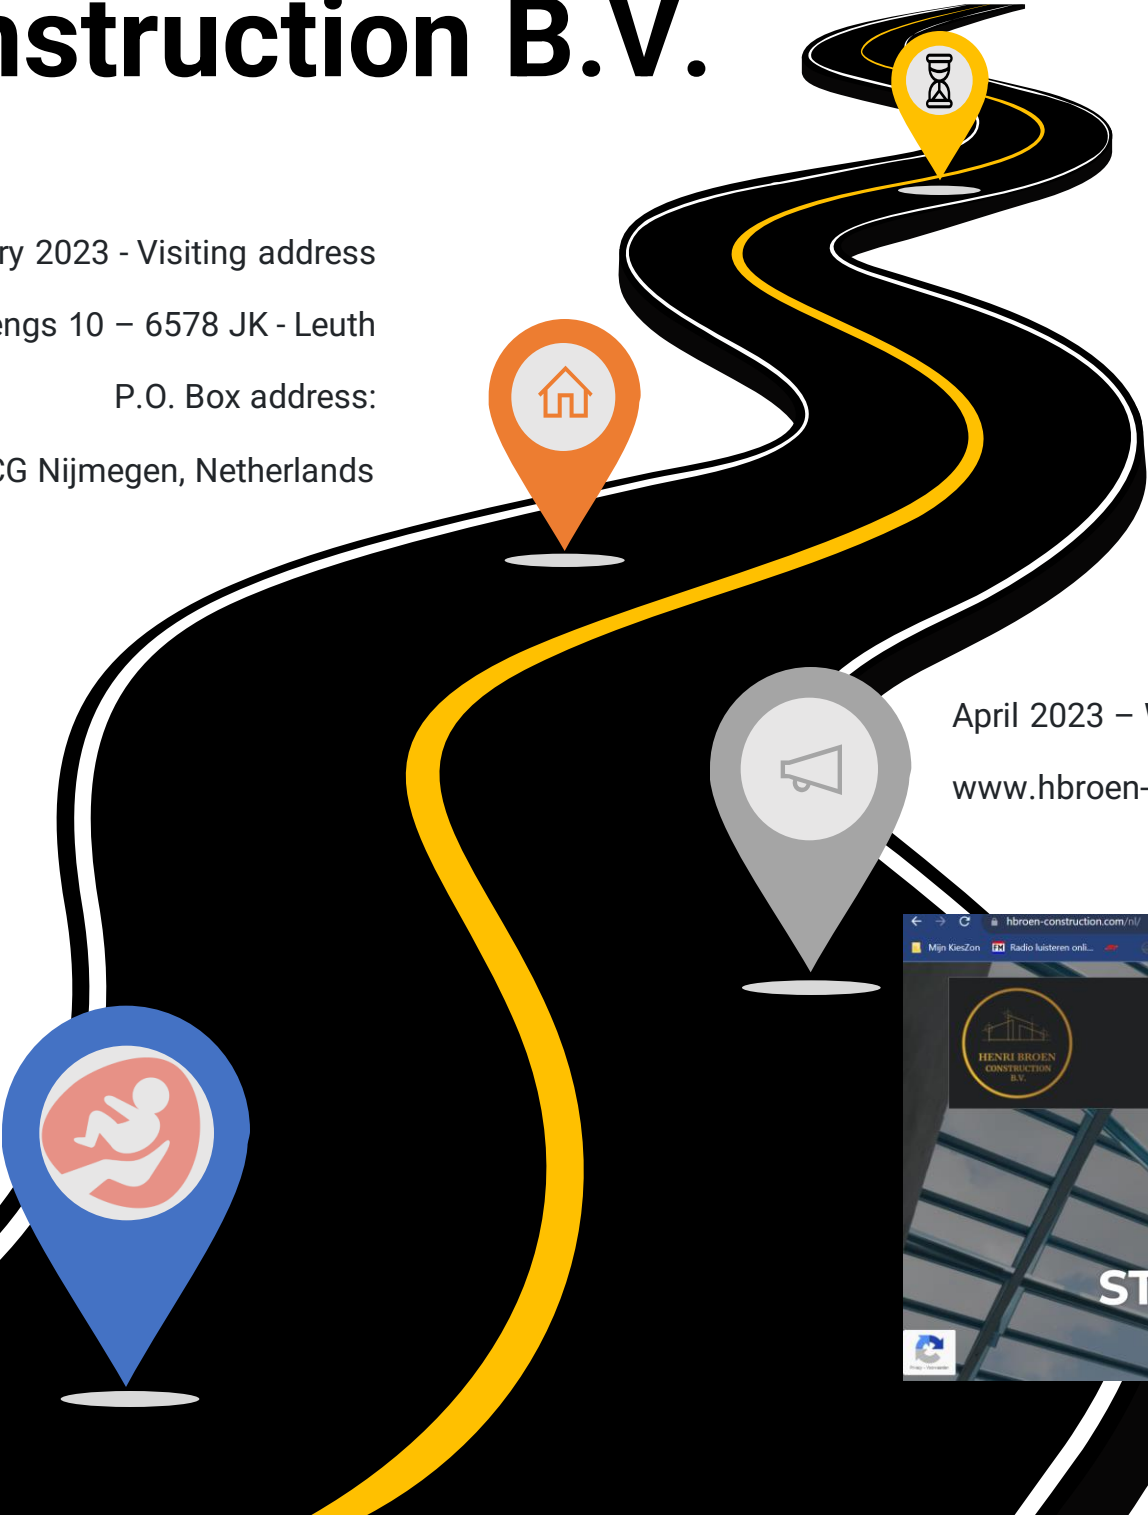 nstruction B.V.
ry 2023 - Visiting address
engs 10 – 6578 JK - Leuth
P.O. Box address:
CG Nijmegen, Netherlands
April 2023 –
www.hbroen-
hbroen-construction.com/nl/
Mijn KiesZon
Radio luisteren onli...
HENRI BROEN
CONSTRUCTION
B.V.
ST